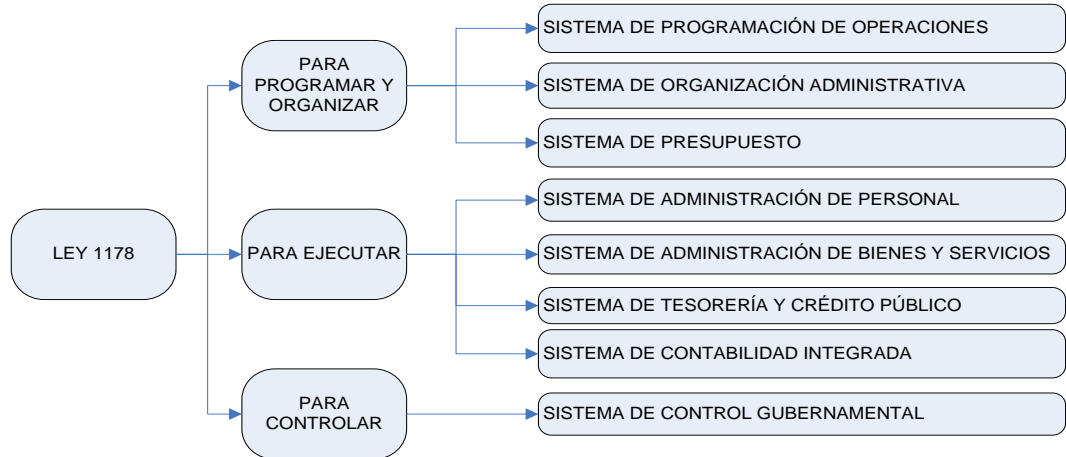 LEY 1178
PARA
PROGRAMAR Y
ORGANIZAR
SISTEMA DE PROGRAMACIÓN DE OPERACIONES
SISTEMA DE ORGANIZACIÓN ADMINISTRATIVA
SISTEMA DE PRESUPUESTO
PARA EJECUTAR
SISTEMA DE ADMINISTRACIÓN DE PERSONAL
SISTEMA DE ADMINISTRACIÓN DE BIENES Y SERVICIOS
SISTEMA DE TESORERÍA Y CRÉDITO PÚBLICO
SISTEMA DE CONTABILIDAD INTEGRADA
PARA
CONTROLAR
SISTEMA DE CONTROL GUBERNAMENTAL